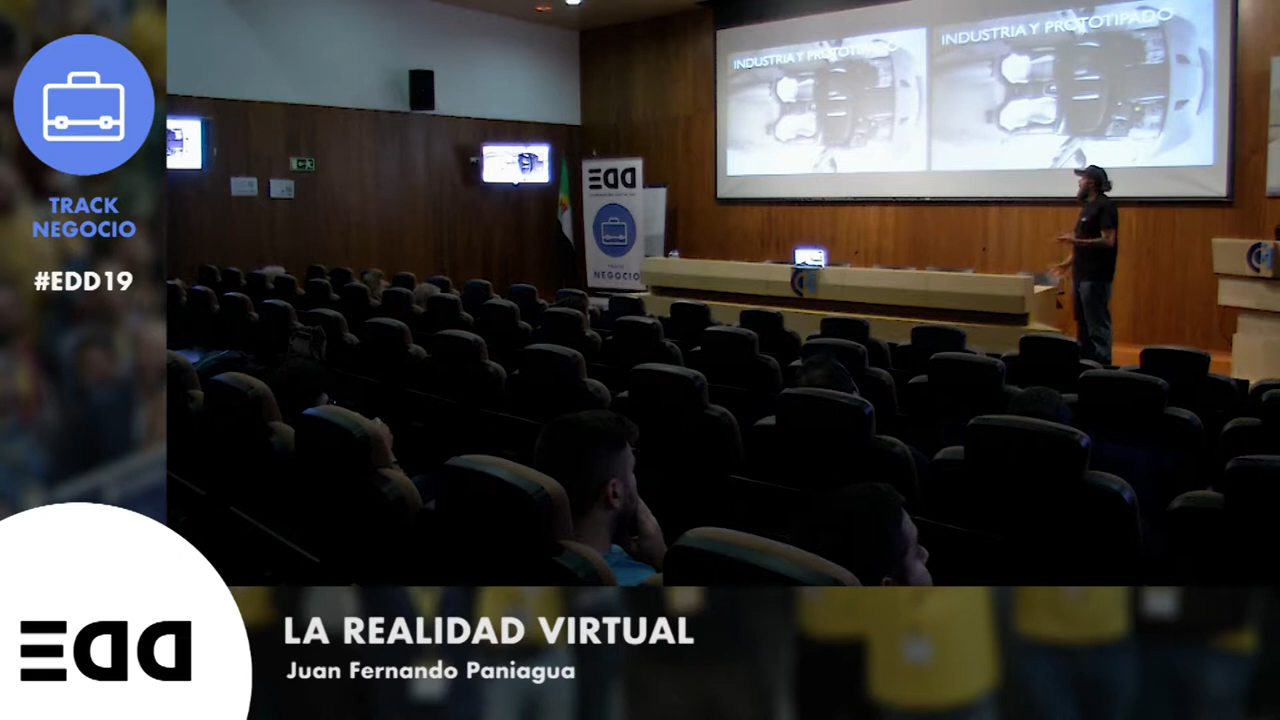 TRACK
NEGOCIO
#EDD19
INDUSTRIA Y PROTOTIPADO
INDUSTRIA Y PROTOTIPADO
EDD
NEGOCIO
EDD
LA REALIDAD VIRTUAL
Juan Fernando Paniagua